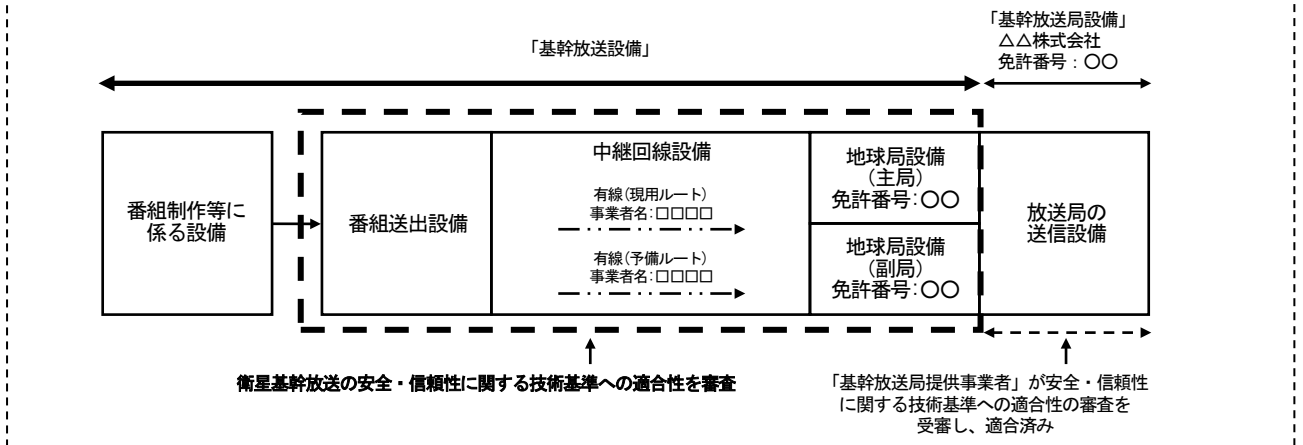 「基幹放送局設備」
△△株式会社
免許番号：〇〇
「基幹放送設備」
番組制作等に
係る設備
番組送出設備
中継回線設備
有線（現用ルート）
事業者名：□□□□
有線（予備ルート）
事業者名：□□□□
地球局設備
（主局）
免許番号：〇〇
地球局設備
（副局）
免許番号：〇〇
放送局の
送信設備
衛星基幹放送の安全・信頼性に関する技術基準への適合性を審査
「基幹放送局提供事業者」が安全・信頼性
に関する技術基準への適合性の審査を
受審し、適合済み